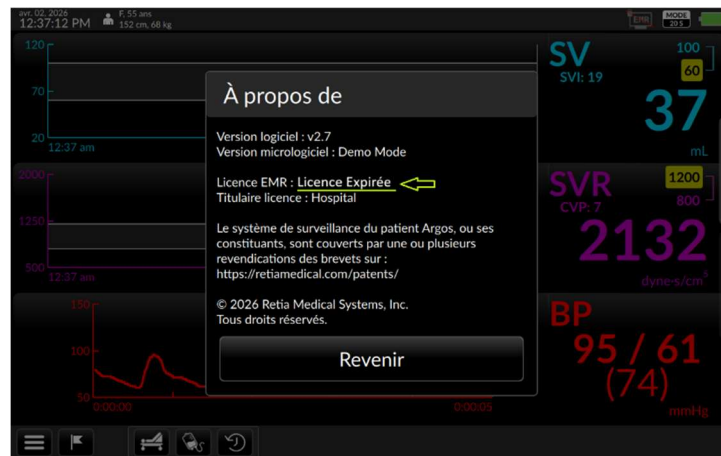 avr. 02, 2026
12:37:12 PM
F, 55 ans
152 cm, 68 kg
EMR
MODE
20 S
120
70
20
12:37 am
SV
SVI: 19
100
60
37
mL
2000
1250
500
12:37 am
SVR
CVP: 7
1200
800
2132
dyne·s/cm⁵
150
100
50
0:00:00
0:00:05
BP
95 / 61
(74)
mmHg
À propos de
Version logiciel : v2.7
Version micrologiciel : Demo Mode
Licence EMR : Licence Expirée
Titulaire licence : Hospital
Le système de surveillance du patient Argos, ou ses
constituants, sont couverts par une ou plusieurs
revendications des brevets sur :
https://retiamedical.com/patents/
© 2026 Retia Medical Systems, Inc.
Tous droits réservés.
Revenir